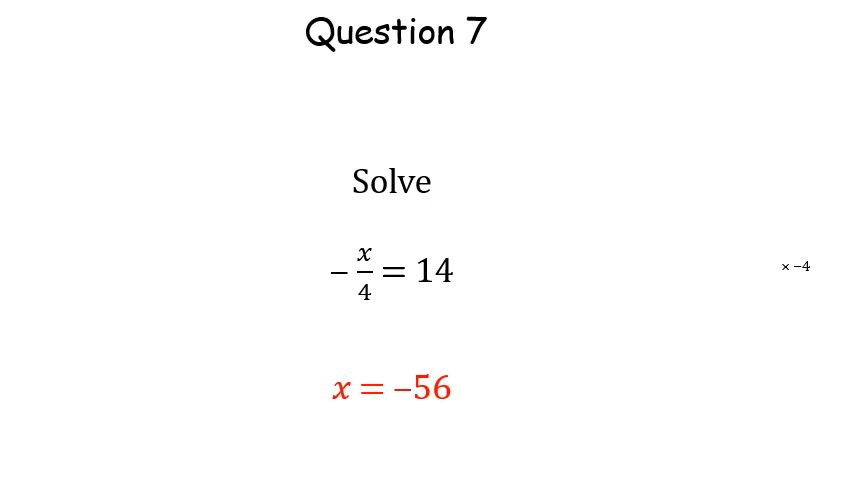 Question 7
Solve
– x/4 = 14
× –4
x = –56